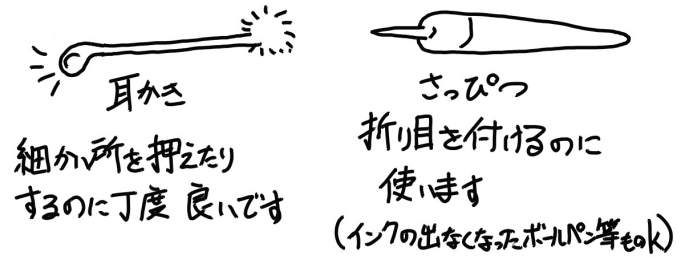 耳かき
細かい所を押えたり
するのに丁度良いです
さっぴつ
折り目を付けるのに
使います
(インクの出なくなったボールペン等ものk)